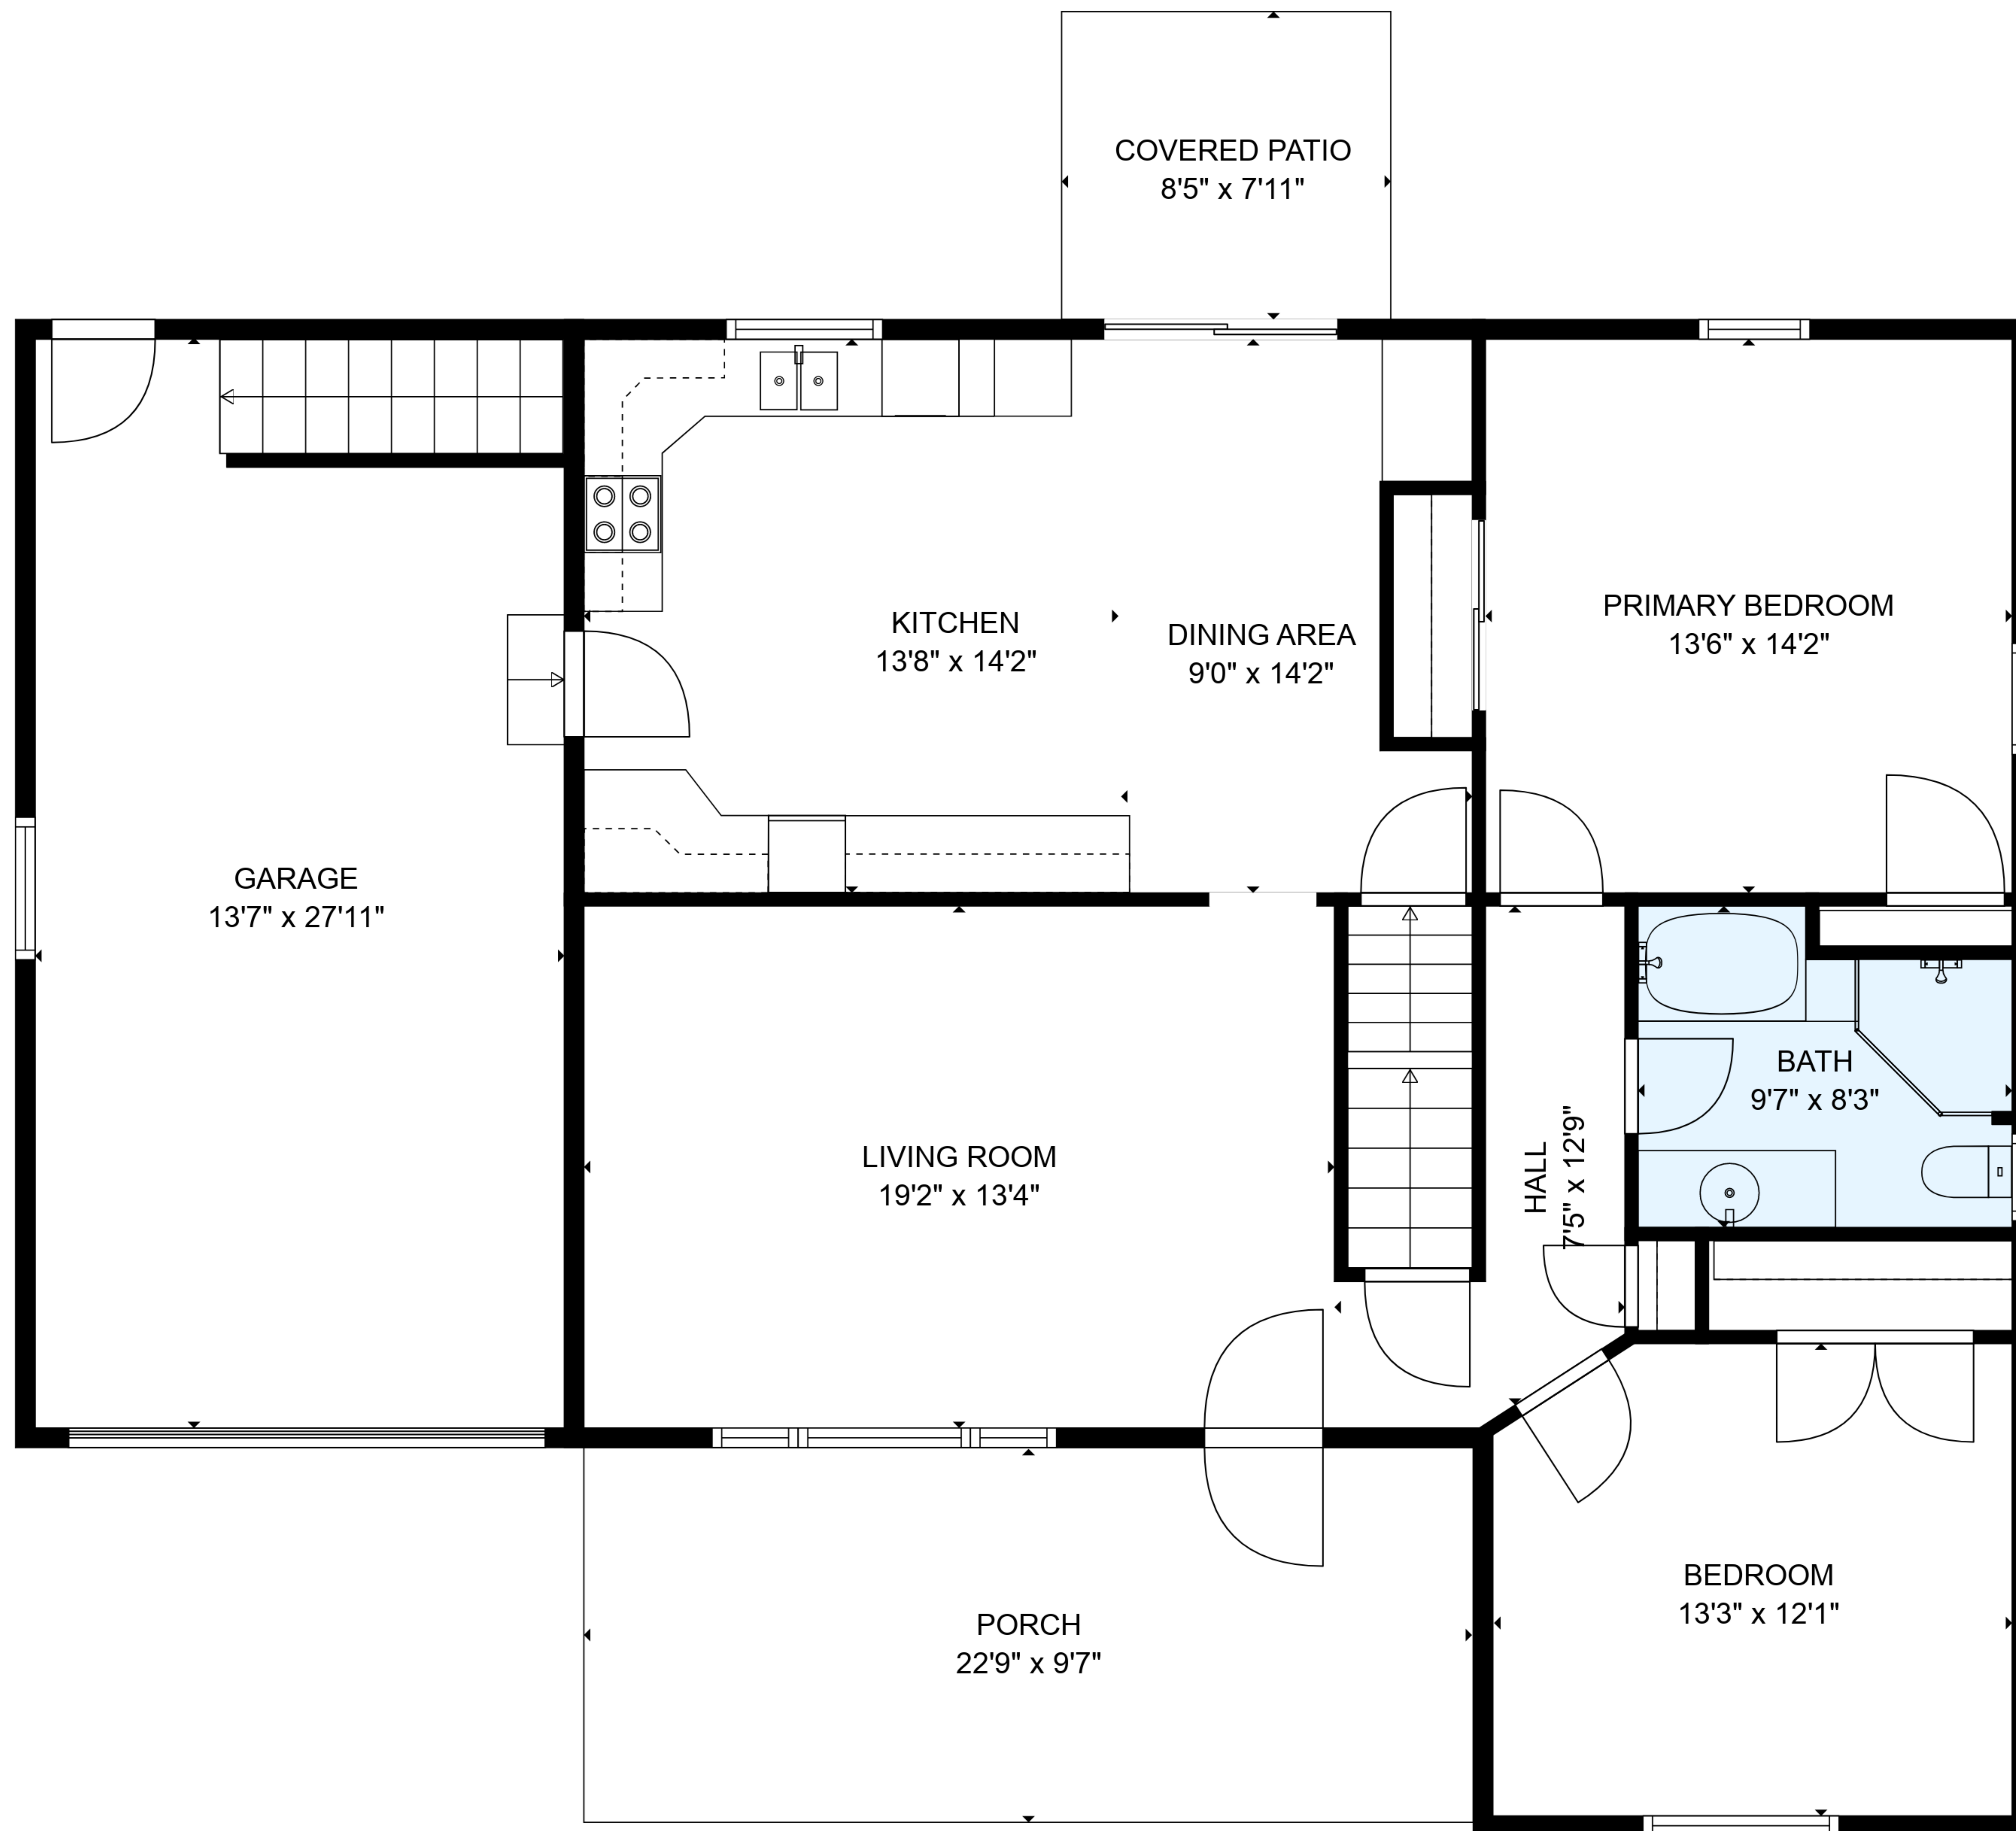 COVERED PATIO
8'5" x 7'11"
KITCHEN
13'8" x 14'2"
DINING AREA
9'0" x 14'2"
PRIMARY BEDROOM
13'6" x 14'2"
GARAGE
13'7" x 27'11"
LIVING ROOM
19'2" x 13'4"
HALL
7'5" x 12'9"
BATH
9'7" x 8'3"
BEDROOM
13'3" x 12'1"
PORCH
22'9" x 9'7"